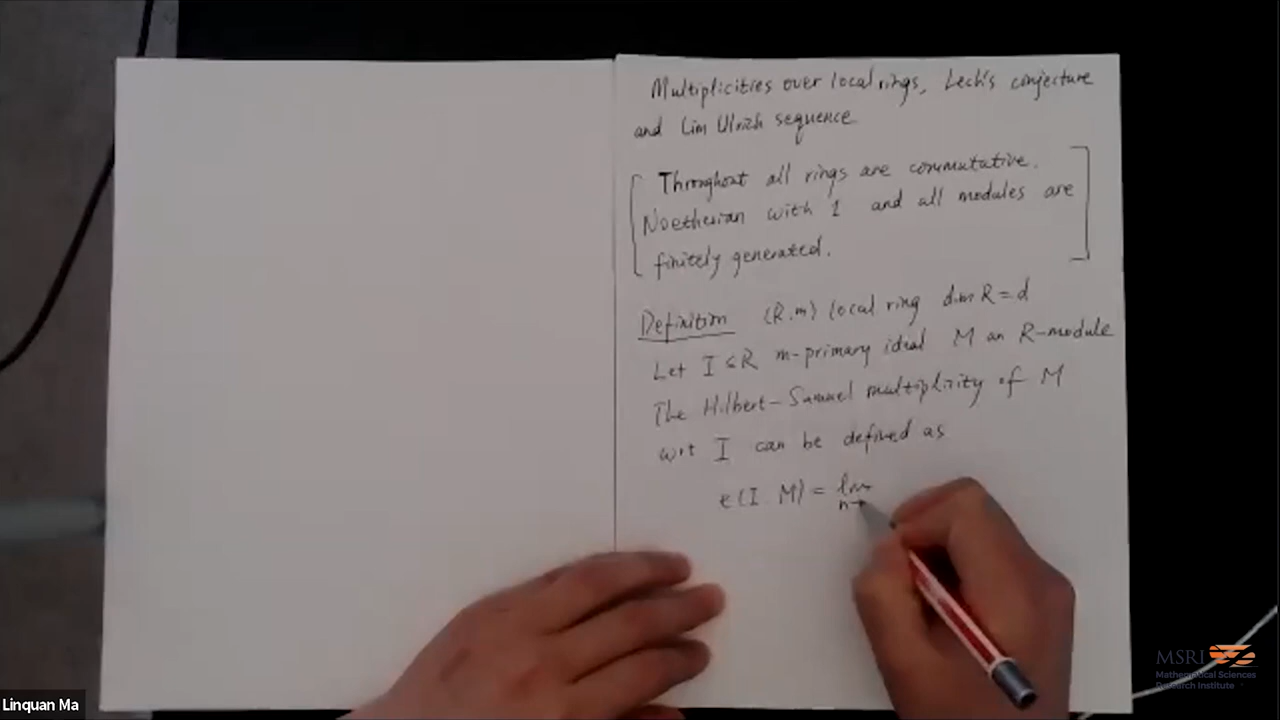 Multiplicities over local rings, Lech's conjecture
and Lim Ulrich sequence
Throughout all rings are commutative.
Noetherian with 1 and all modules are
finitely generated.
Definition (R.m) local ring dim R = d
Let I ⊆ R m-primary ideal M an R-module
The Hilbert-Samuel multiplicity of M
wrt I can be defined as
e(I M) = lim
n→
MSRI
Mathematical Sciences
Research Institute
Linquan Ma